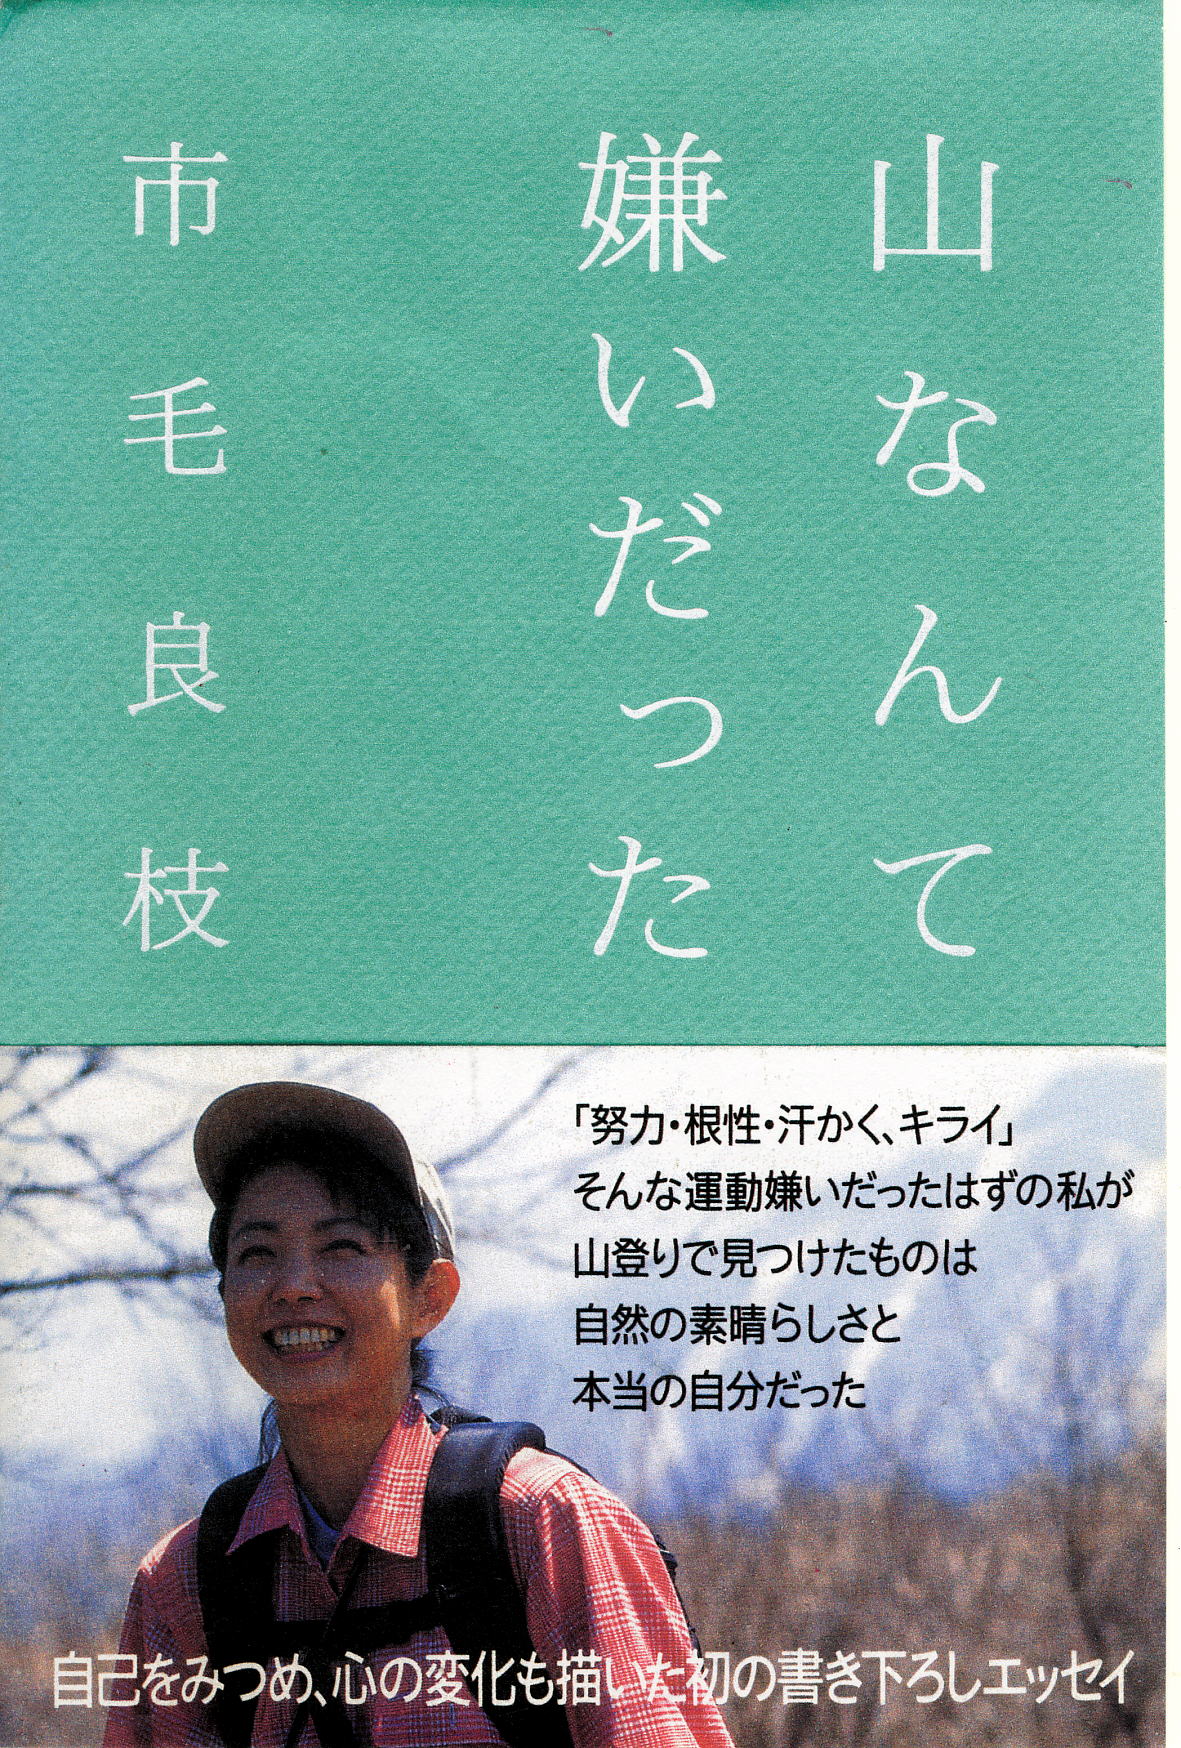 山なんて
嫌いだった
市毛良枝
「努力・根性・汗かく、キライ」
そんな運動嫌いだったはずの私が
山登りで見つけたものは
自然の素晴らしさと
本当の自分だった
自己をみつめ、心の変化も描いた初の書き下ろしエッセイ